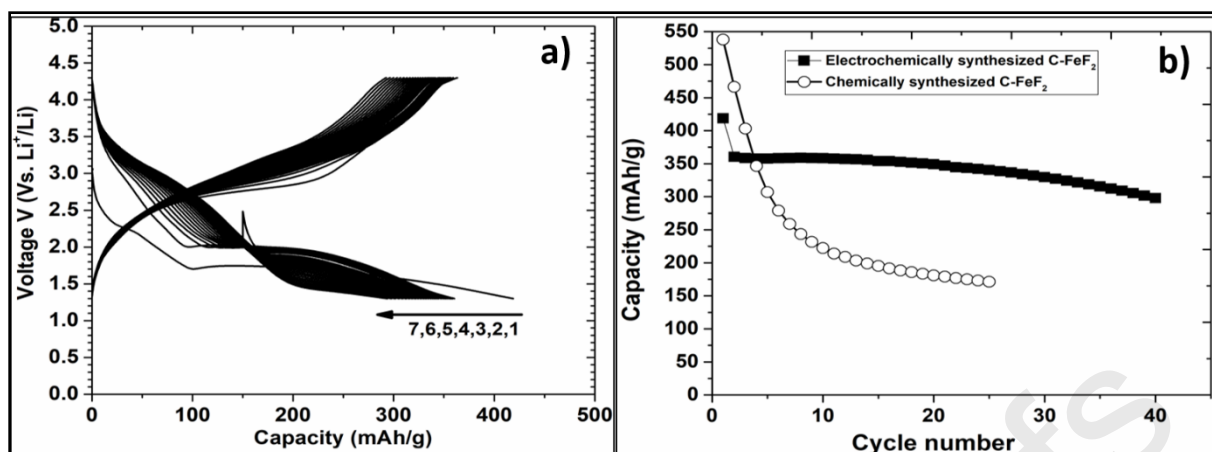 a)
Voltage V (Vs. Li⁺/Li)
5.0
4.5
4.0
3.5
3.0
2.5
2.0
1.5
1.0
0.5
0.0
7,6,5,4,3,2,1
0 100 200 300 400 500
Capacity (mAh/g)
b)
Capacity (mAh/g)
550
500
450
400
350
300
250
200
150
100
50
0
Electrochemically synthesized C-FeF₂
Chemically synthesized C-FeF₂
0 10 20 30 40
Cycle number
fs